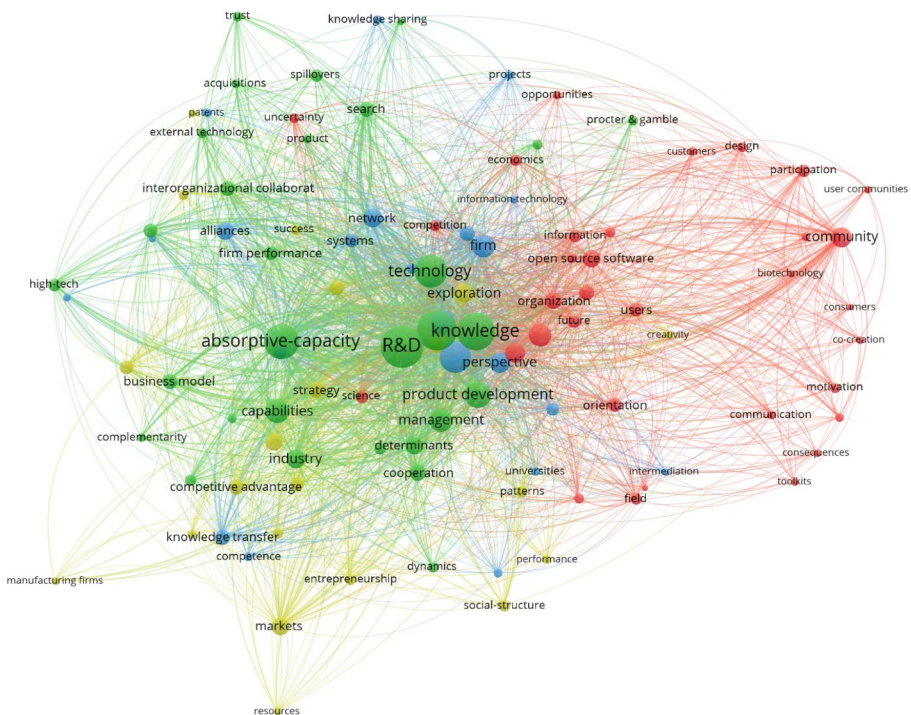 trust
knowledge sharing
acquisitions
spillovers
projects
opportunities
patents
uncertainty
search
procter & gamble
external technology
product
customers
design
economics
participation
interorganizational collaborat
information technology
user communities
network
competition
alliances
success
systems
firm
information
community
firm performance
open source software
technology
biotechnology
high-tech
exploration
organization
users
consumers
future
absorptive-capacity
R&D
knowledge
creativity
co-creation
perspective
business model
strategy
science
product development
motivation
capabilities
orientation
communication
management
complementarity
determinants
consequences
industry
cooperation
universities
intermediation
toolkits
competitive advantage
patterns
field
knowledge transfer
competence
performance
dynamics
manufacturing firms
entrepreneurship
social-structure
markets
resources